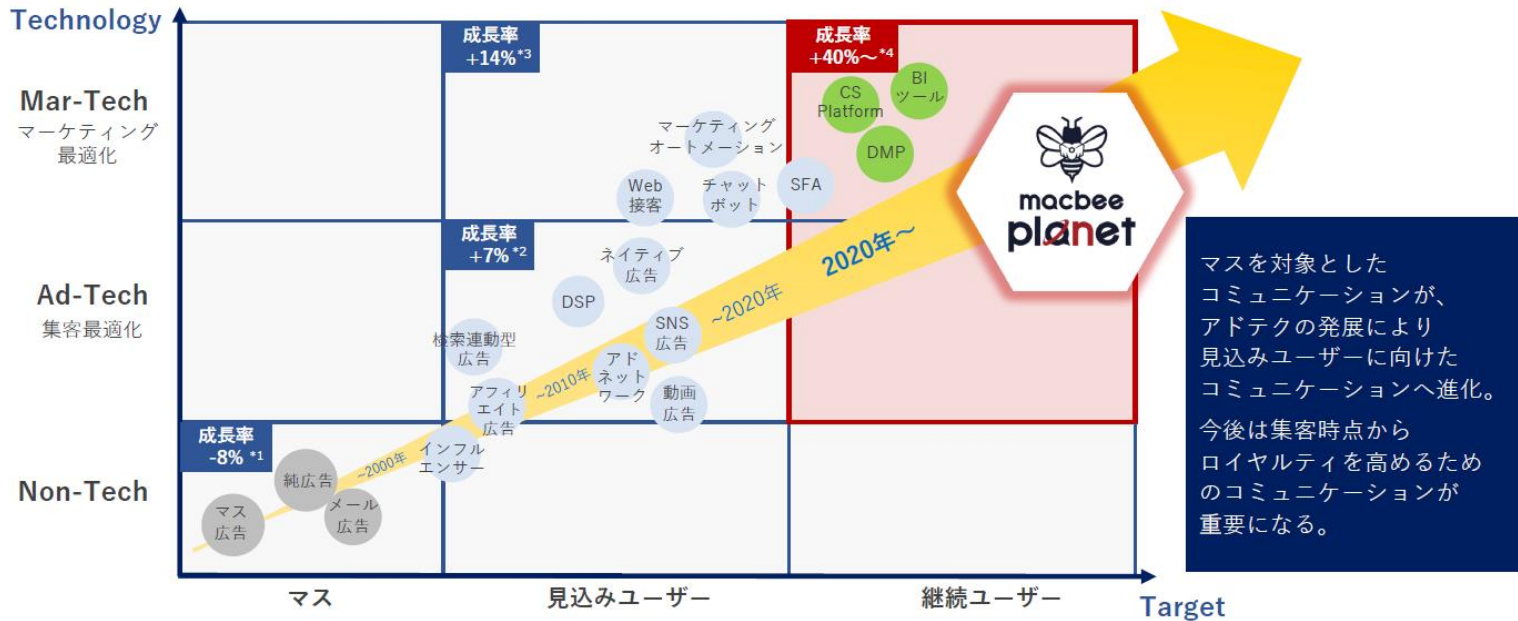 Technology
Mar-Tech
マーケティング
最適化
Ad-Tech
集客最適化
Non-Tech
成長率
+14% *3
成長率
+40%～ *4
成長率
+7% *2
成長率
-8% *1
CS
Platform
BI
ツール
DMP
マーケティング
オートメーション
Web
接客
チャット
ボット
SFA
ネイティブ
広告
DSP
SNS
広告
検索連動型
広告
アド
ネット
ワーク
動画
広告
アフィリ
エイト
広告
インフル
エンサー
純広告
メール
広告
マス
広告
~2000年
~2010年
~2020年
2020年～
macbee
planet
マスを対象とした
コミュニケーションが、
アドテクの発展により
見込みユーザーに向けた
コミュニケーションへ進化。
今後は集客時点から
ロイヤルティを高めるため
のコミュニケーションが
重要になる。
マス
見込みユーザー
継続ユーザー
Target